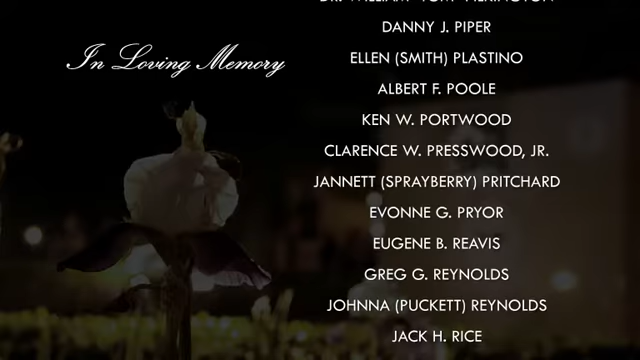 In Loving Memory
DANNY J. PIPER
ELLEN (SMITH) PLASTINO
ALBERT F. POOLE
KEN W. PORTWOOD
CLARENCE W. PRESSWOOD, JR.
JANNETT (SPRAYBERRY) PRITCHARD
EVONNE G. PRYOR
EUGENE B. REAVIS
GREG G. REYNOLDS
JOHNNA (PUCKETT) REYNOLDS
JACK H. RICE